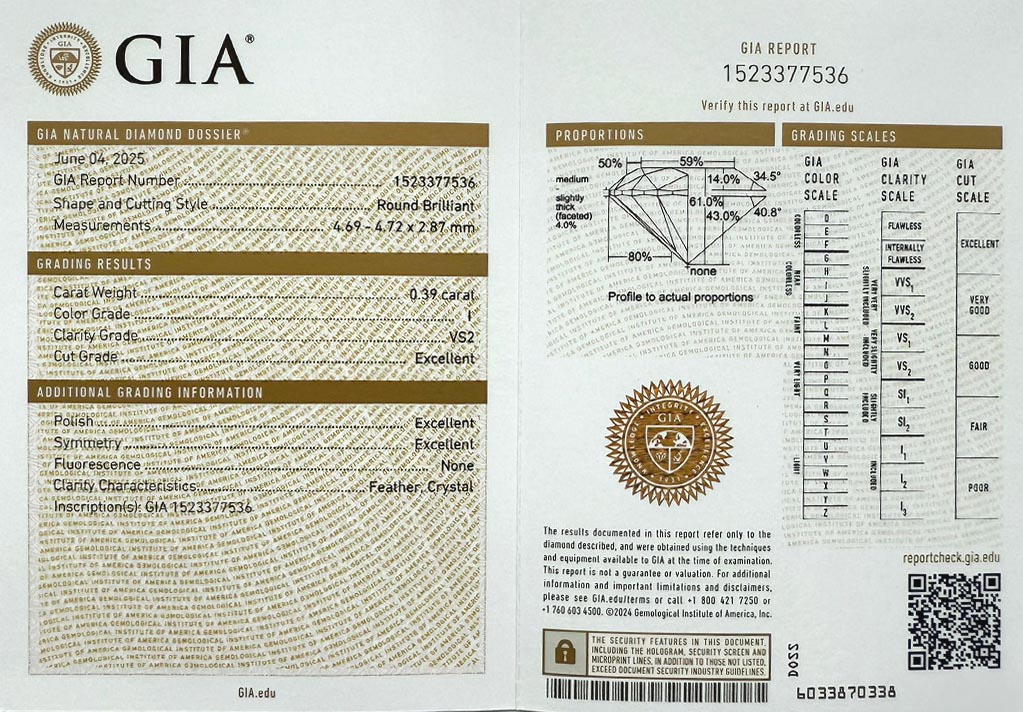 GIA®
GIA NATURAL DIAMOND DOSSIER®
June 04, 2025
GIA Report Number 1523377536
Shape and Cutting Style Round Brilliant
Measurements 4.69 - 4.72 x 2.87 mm
GRADING RESULTS
Carat Weight 0.39 carat
Color Grade I
Clarity Grade VS2
Cut Grade Excellent
ADDITIONAL GRADING INFORMATION
Polish Excellent
Symmetry Excellent
Fluorescence None
Clarity Characteristics Feather, Crystal
Inscription(s): GIA 1523377536
GIA.edu
GIA REPORT
1523377536
Verify this report at GIA.edu
PROPORTIONS
50%
59%
medium
-
slightly
thick
(faceted)
4.0%
14.0%
34.5°
61.0%
43.0%
40.8°
80%
none
Profile to actual proportions
INTEGRITY
GIA
1931
The results documented in this report refer only to the
diamond described, and were obtained using the techniques
and equipment available to GIA at the time of examination.
This report is not a guarantee or valuation. For additional
information and important limitations and disclaimers,
please see GIA.edu/terms or call +1 800 421 7250 or
+1 760 603 4500. ©2024 Gemological Institute of America, Inc.
THE SECURITY FEATURES IN THIS DOCUMENT,
INCLUDING THE HOLOGRAM, SECURITY SCREEN AND
MICROPRINT LINES, IN ADDITION TO THOSE NOT LISTED,
EXCEED DOCUMENT SECURITY INDUSTRY GUIDELINES.
GRADING SCALES
GIA
COLOR
SCALE
COLORLESS
D
E
F
NEAR COLORLESS
G
H
I
J
FAINT
K
L
M
VERY LIGHT
N
O
P
Q
R
LIGHT
S
T
U
V
W
X
Y
Z
GIA
CLARITY
SCALE
FLAWLESS
INTERNALLY
FLAWLESS
VERY VERY SLIGHTLY INCLUDED
VVS1
VVS2
VERY SLIGHTLY INCLUDED
VS1
VS2
SLIGHTLY INCLUDED
SI1
SI2
INCLUDED
I1
I2
I3
GIA
CUT
SCALE
EXCELLENT
VERY
GOOD
GOOD
FAIR
POOR
reportcheck.gia.edu
DOSS
6033870338